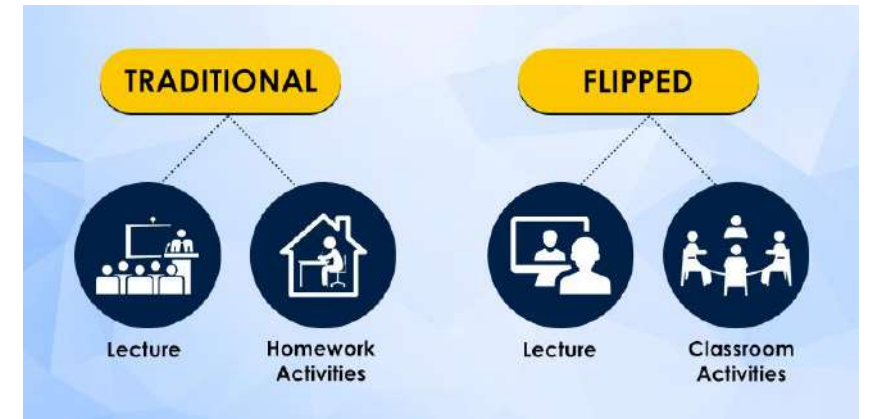 TRADITIONAL
Lecture
Homework
Activities
FLIPPED
Lecture
Classroom
Activities